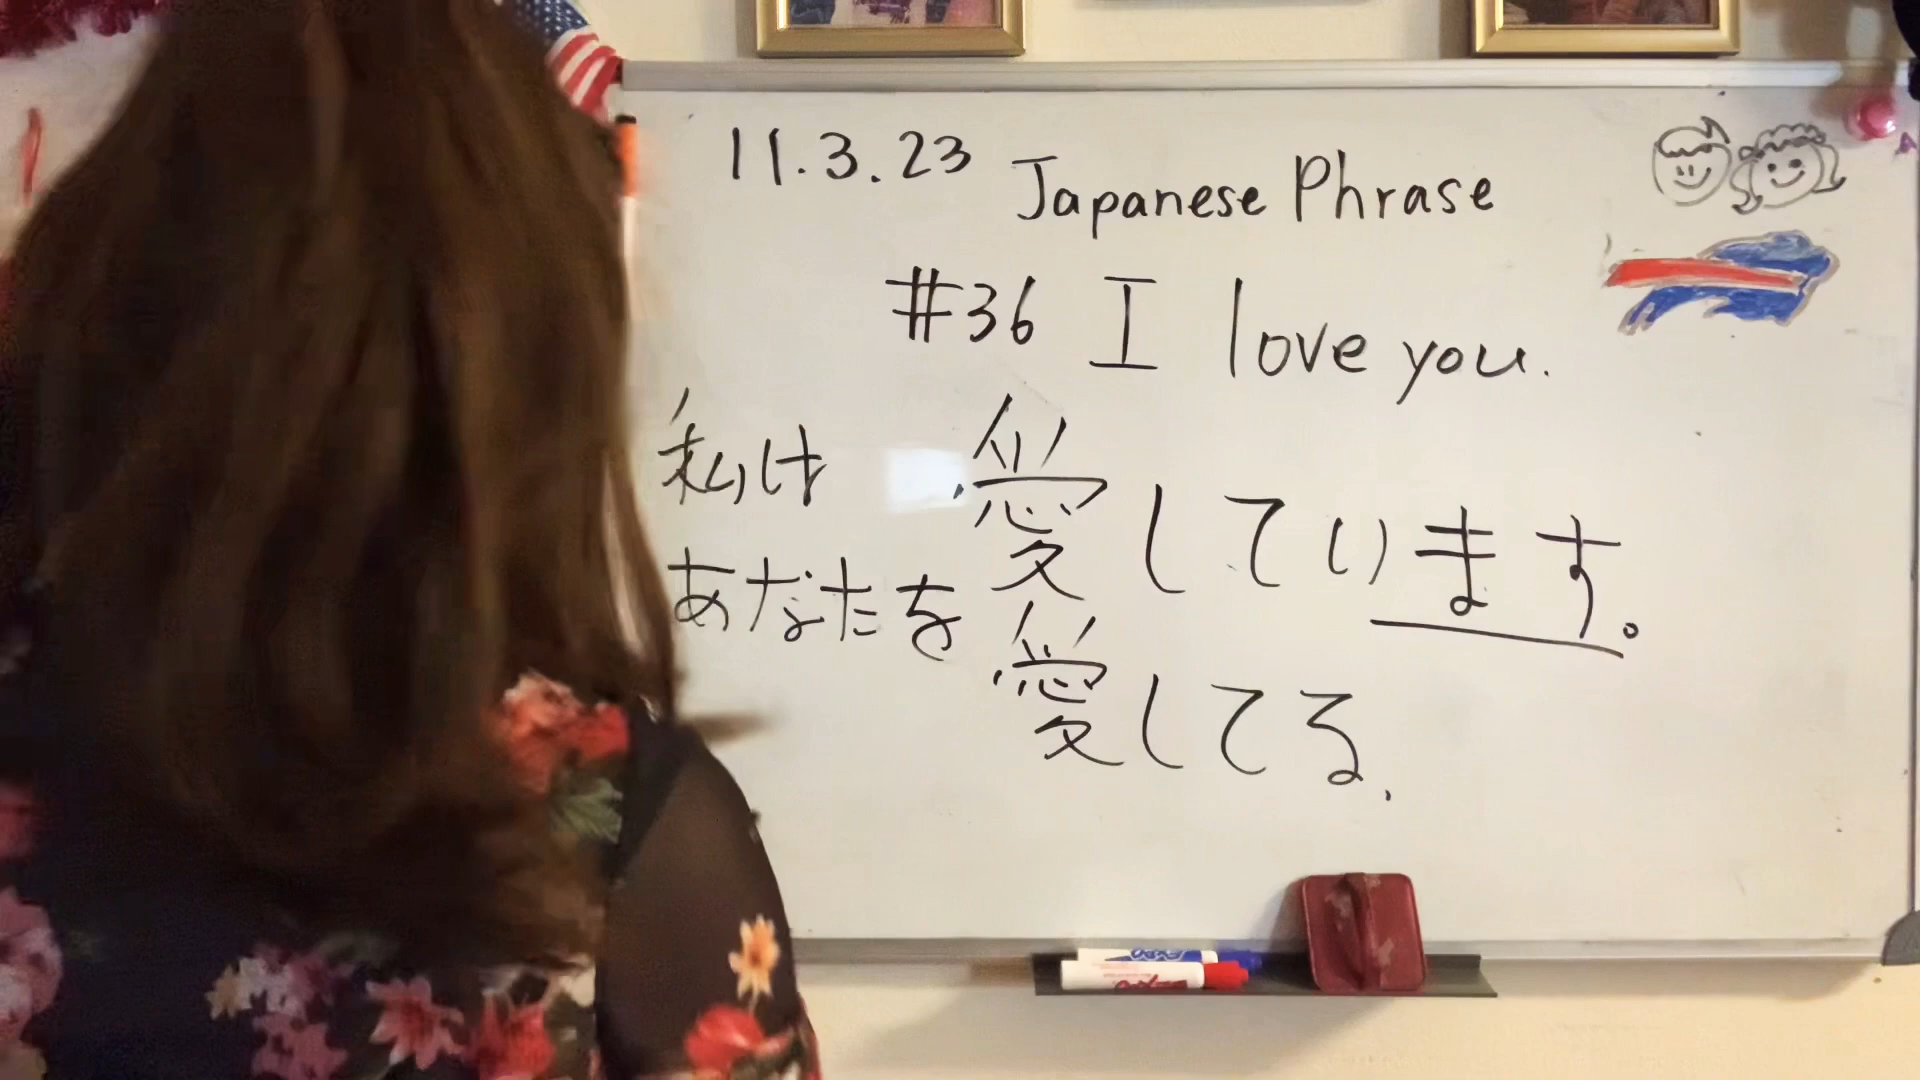 11.3.23
Japanese Phrase
#36 I love you.
私は
あなたを
愛しています。
愛してる.